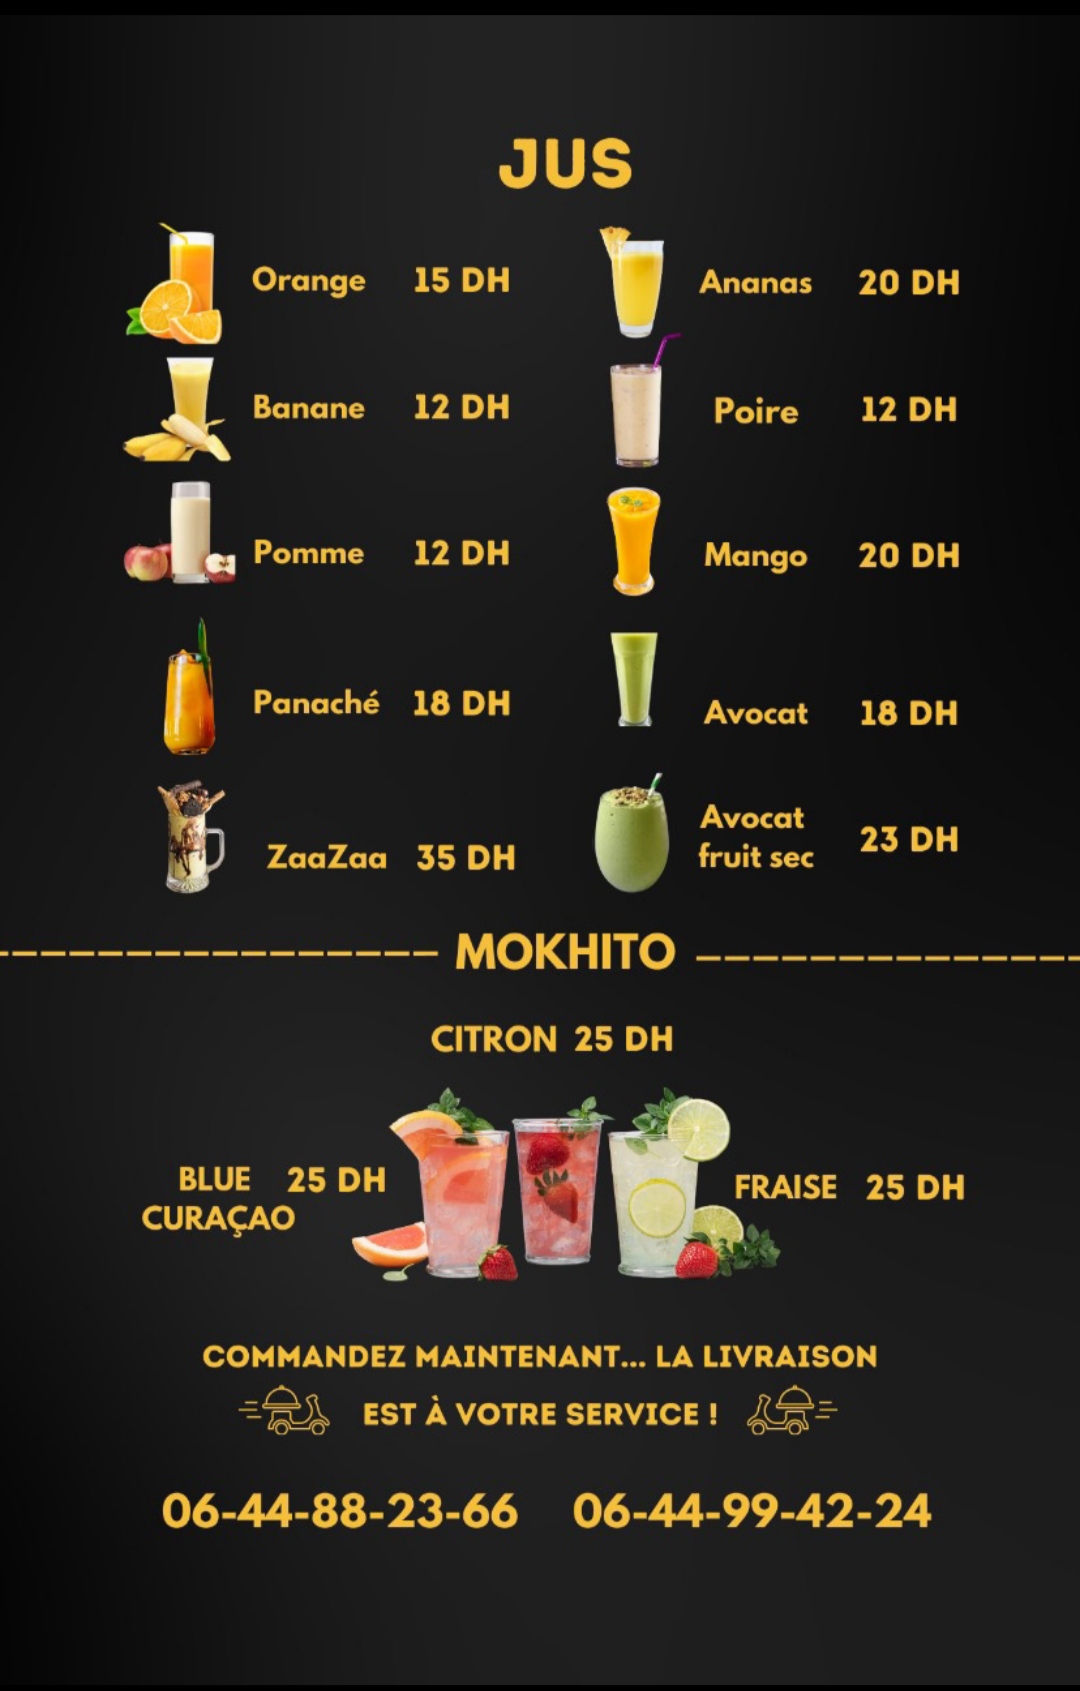 JUS
Orange 15 DH
Ananas 20 DH
Banane 12 DH
Poire 12 DH
Pomme 12 DH
Mango 20 DH
Panaché 18 DH
Avocat 18 DH
ZaaZaa 35 DH
Avocat
fruit sec 23 DH
MOKHITO
CITRON 25 DH
BLUE 25 DH
CURAÇAO
FRAISE 25 DH
COMMANDEZ MAINTENANT... LA LIVRAISON
EST À VOTRE SERVICE !
06-44-88-23-66 06-44-99-42-24